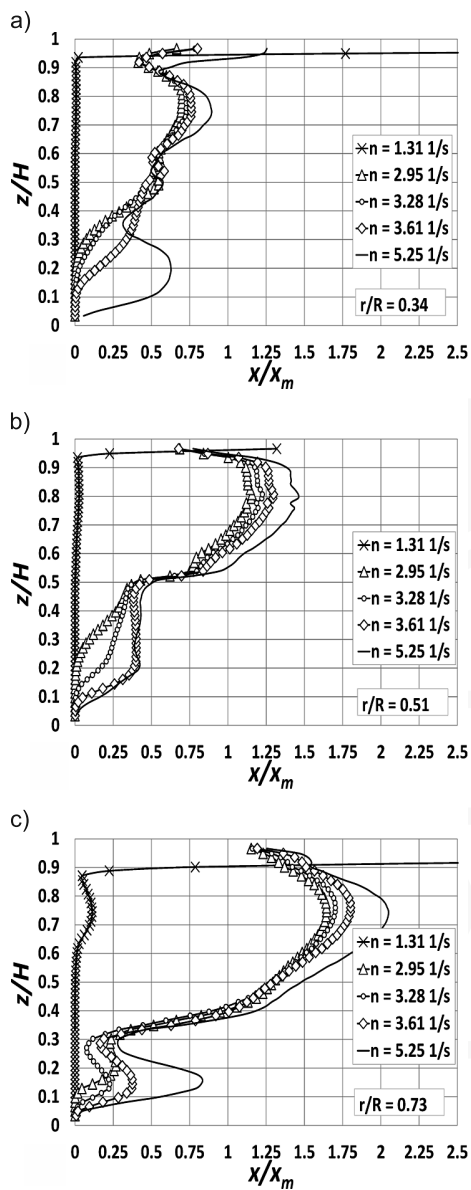 a)
1
0.9
0.8
0.7
0.6
0.5
0.4
0.3
0.2
0.1
0
z/H
n = 1.31 1/s
n = 2.95 1/s
n = 3.28 1/s
n = 3.61 1/s
n = 5.25 1/s
r/R = 0.34
0 0.25 0.5 0.75 1 1.25 1.5 1.75 2 2.25 2.5
x/xm
b)
1
0.9
0.8
0.7
0.6
0.5
0.4
0.3
0.2
0.1
0
z/H
n = 1.31 1/s
n = 2.95 1/s
n = 3.28 1/s
n = 3.61 1/s
n = 5.25 1/s
r/R = 0.51
0 0.25 0.5 0.75 1 1.25 1.5 1.75 2 2.25 2.5
x/xm
c)
1
0.9
0.8
0.7
0.6
0.5
0.4
0.3
0.2
0.1
0
z/H
n = 1.31 1/s
n = 2.95 1/s
n = 3.28 1/s
n = 3.61 1/s
n = 5.25 1/s
r/R = 0.73
0 0.25 0.5 0.75 1 1.25 1.5 1.75 2 2.25 2.5
x/xm